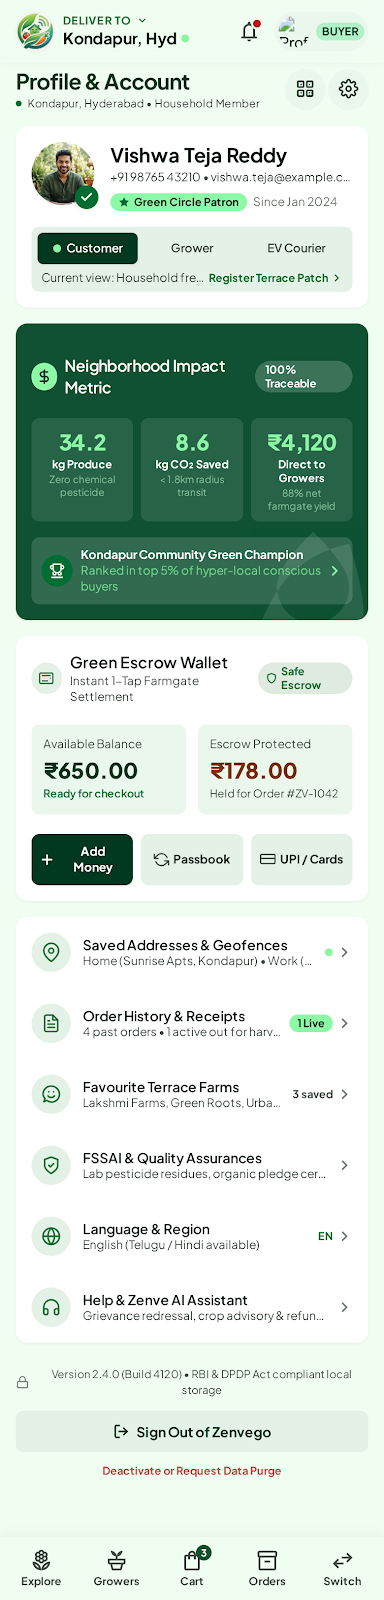 DELIVER TO
Kondapur, Hyd
BUYER
Profile & Account
Kondapur, Hyderabad • Household Member
Vishwa Teja Reddy
+91 98765 43210 • vishwa.teja@example.c...
Green Circle Patron
Since Jan 2024
Customer
Grower
EV Courier
Current view: Household fre...
Register Terrace Patch
Neighborhood Impact
Metric
100%
Traceable
34.2
kg Produce
Zero chemical
pesticide
8.6
kg CO₂ Saved
< 1.8km radius
transit
₹4,120
Direct to
Growers
88% net
farmgate yield
Kondapur Community Green Champion
Ranked in top 5% of hyper-local conscious
buyers
Green Escrow Wallet
Instant 1-Tap Farmgate
Settlement
Safe
Escrow
Available Balance
₹650.00
Ready for checkout
Escrow Protected
₹178.00
Held for Order #ZV-1042
Add
Money
Passbook
UPI / Cards
Saved Addresses & Geofences
Home (Sunrise Apts, Kondapur) • Work (...
Order History & Receipts
4 past orders • 1 active out for harv...
1 Live
Favourite Terrace Farms
Lakshmi Farms, Green Roots, Urba...
3 saved
FSSAI & Quality Assurances
Lab pesticide residues, organic pledge cer...
Language & Region
English (Telugu / Hindi available)
EN
Help & Zenve AI Assistant
Grievance redressal, crop advisory & refun...
Version 2.4.0 (Build 4120) • RBI & DPDP Act compliant local
storage
Sign Out of Zenvego
Deactivate or Request Data Purge
Explore
Growers
3
Cart
Orders
Switch